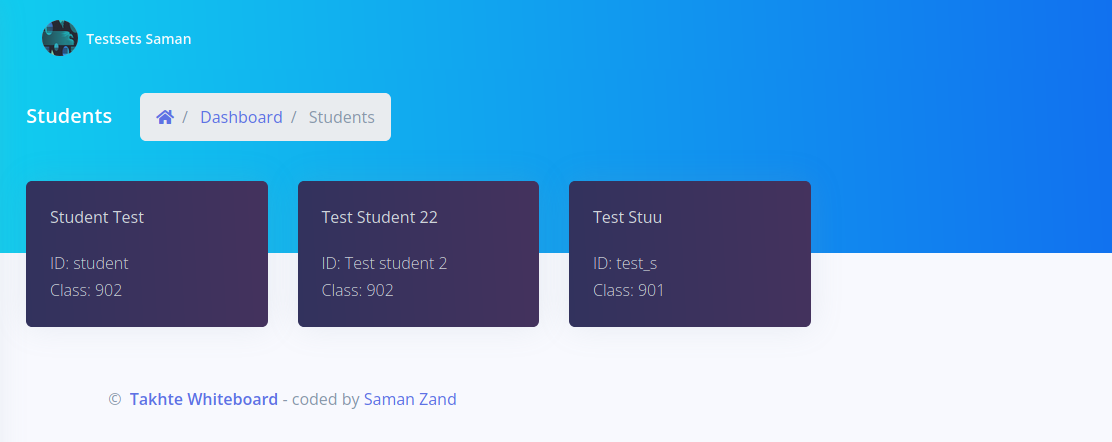 Testsets Saman
Students
/ Dashboard / Students
Student Test
ID: student
Class: 902
Test Student 22
ID: Test student 2
Class: 902
Test Stuu
ID: test_s
Class: 901
© Takhte Whiteboard - coded by Saman Zand